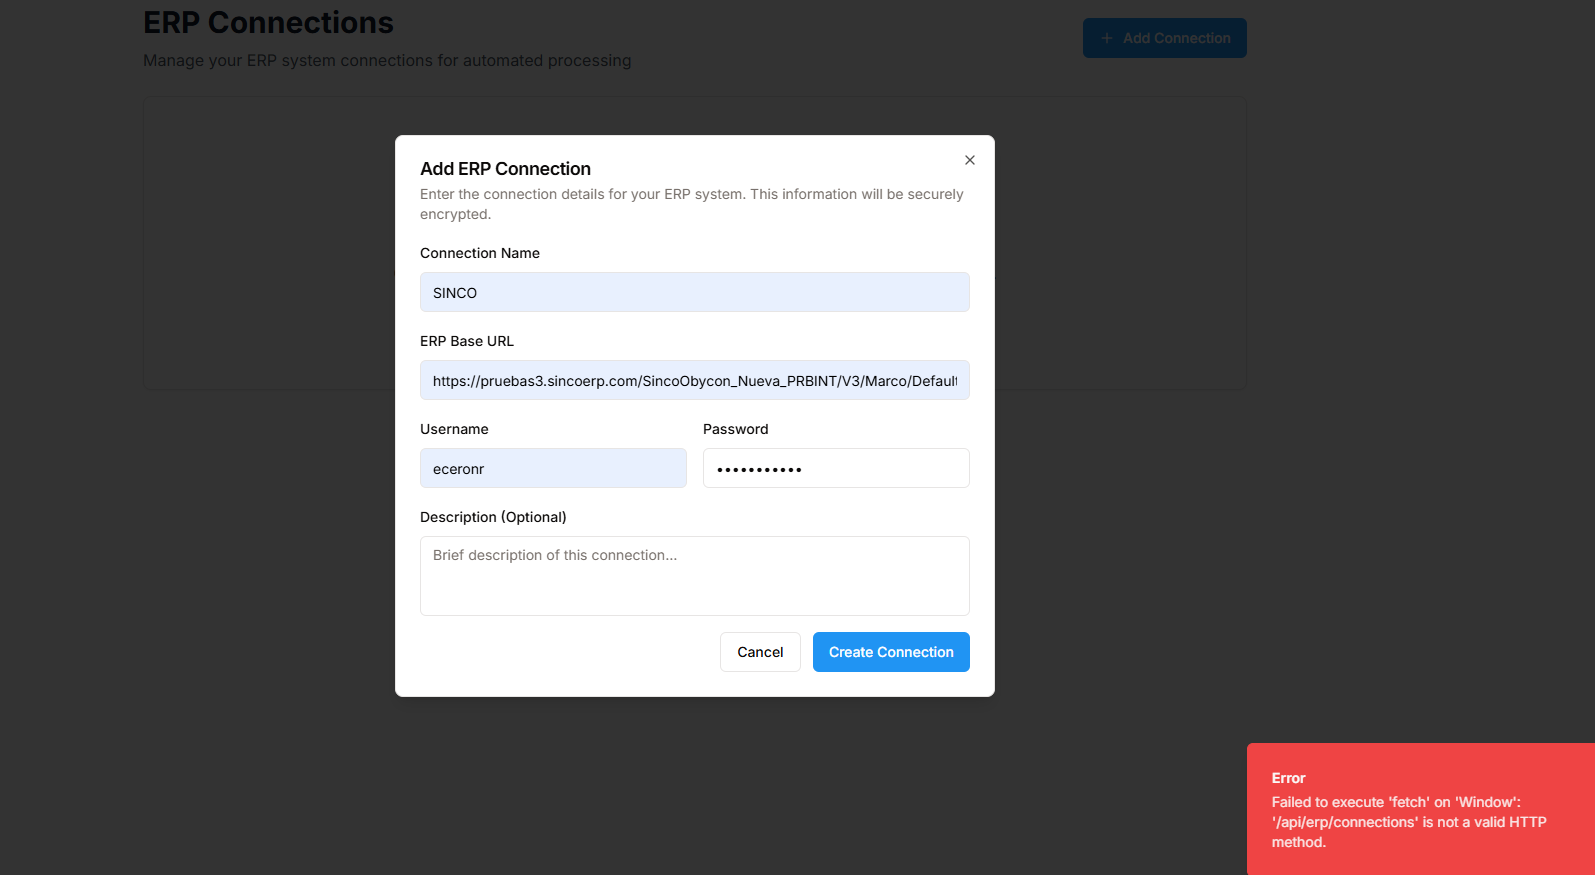 ERP Connections
Manage your ERP system connections for automated processing
+ Add Connection
Add ERP Connection
Enter the connection details for your ERP system. This information will be securely
encrypted.
Connection Name
SINCO
ERP Base URL
https://pruebas3.sincoerp.com/SincoObycon_Nueva_PRBINT/V3/Marco/Default
Username
Password
eceronr
•••••••••••
Description (Optional)
Brief description of this connection...
Cancel
Create Connection
Error
Failed to execute 'fetch' on 'Window':
'/api/erp/connections' is not a valid HTTP
method.